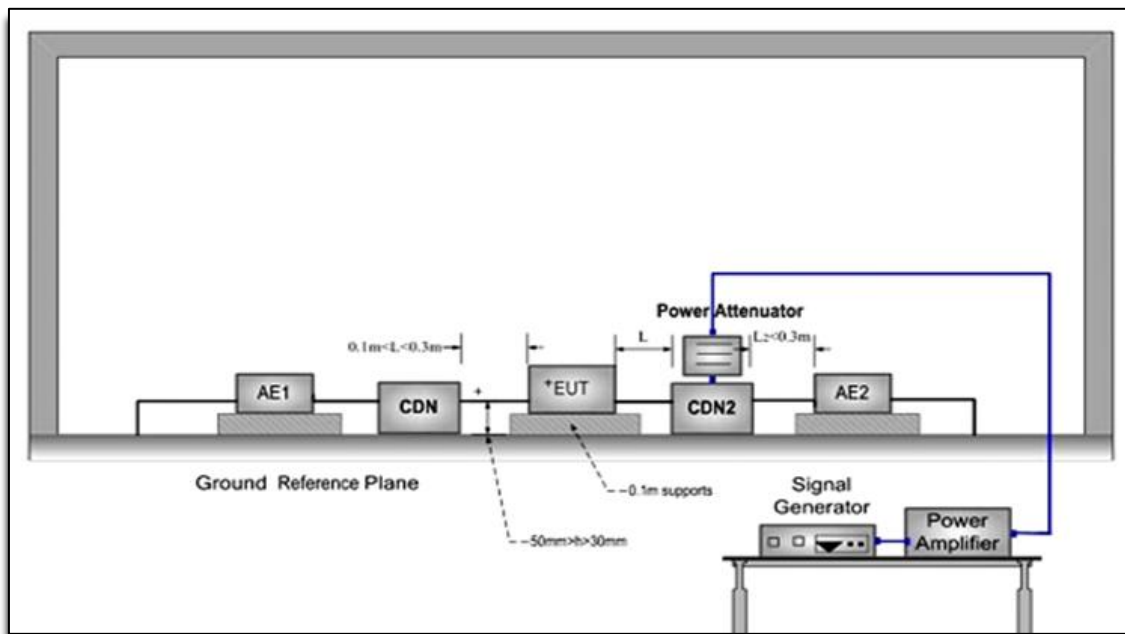 Power Attenuator
0.1m<L<0.3m
L
L2<0.3m
AE1
CDN
+
+EUT
CDN2
AE2
Ground Reference Plane
0.1m supports
50mm>h>30mm
Signal
Generator
Power
Amplifier